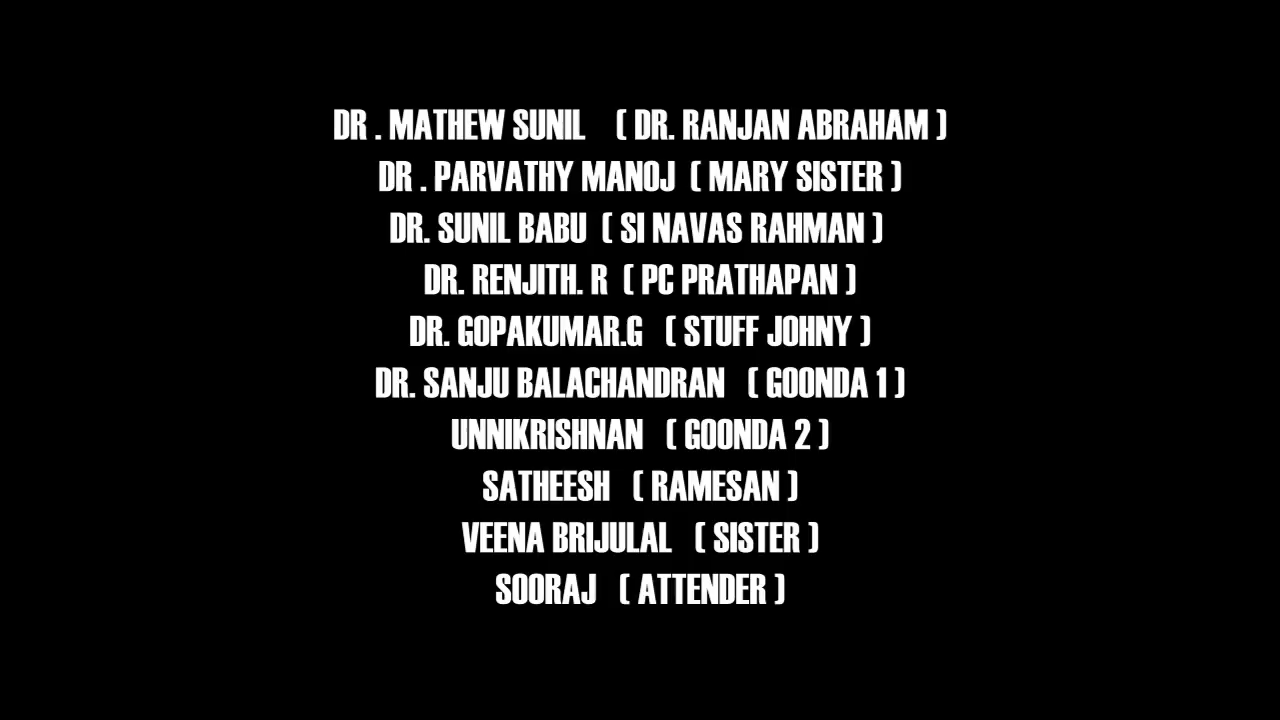 DR . MATHEW SUNIL ( DR. RANJAN ABRAHAM )
DR . PARVATHY MANOJ ( MARY SISTER )
DR. SUNIL BABU ( SI NAVAS RAHMAN )
DR. RENJITH. R ( PC PRATHAPAN )
DR. GOPAKUMAR.G ( STUFF JOHNY )
DR. SANJU BALACHANDRAN ( GOONDA 1 )
UNNIKRISHNAN ( GOONDA 2 )
SATHEESH ( RAMESAN )
VEENA BRIJULAL ( SISTER )
SOORAJ ( ATTENDER )